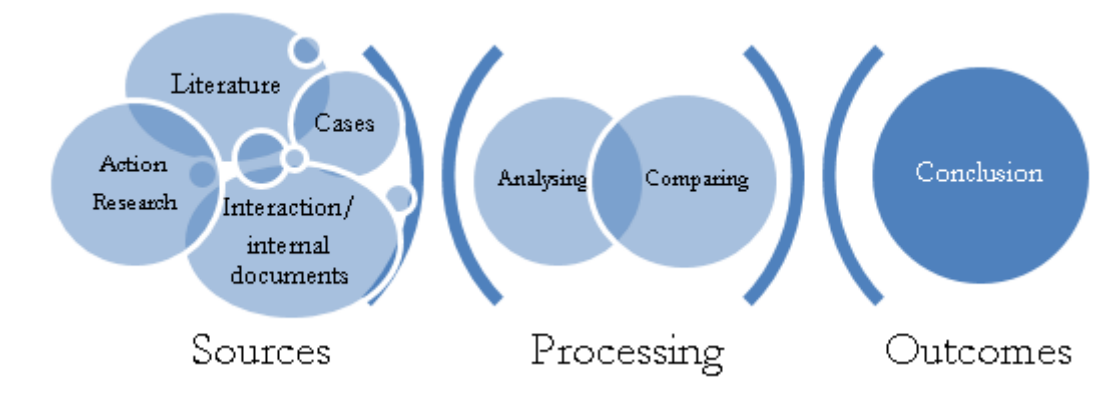 Literature
Cases
Action
Research
Interaction/
internal
documents
Sources
Analysing
Comparing
Processing
Conclusion
Outcomes